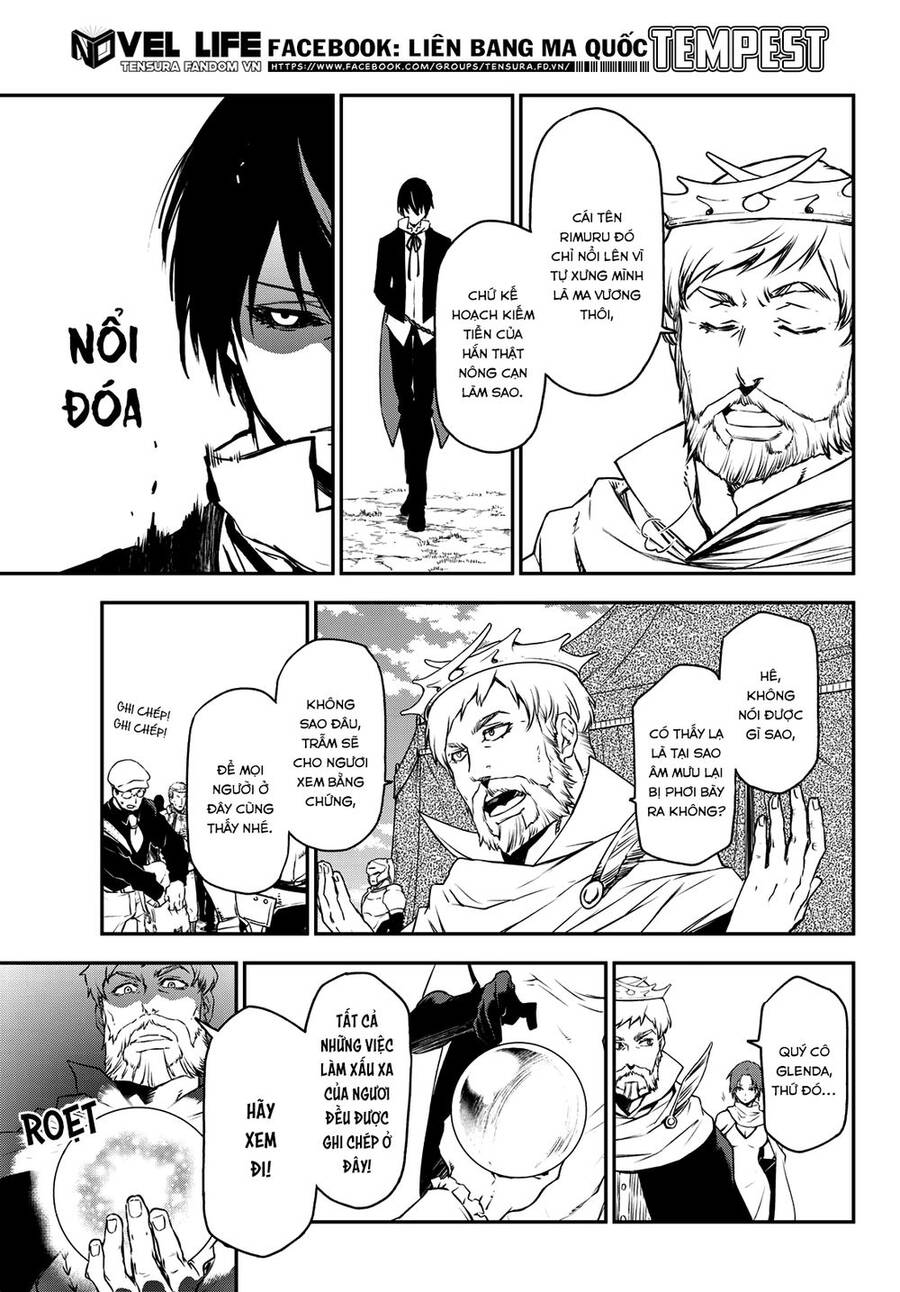 NOVEL LIFE
TENSURA FANDOM VN
FACEBOOK: LIÊN BANG MA QUỐC
HTTPS://WWW.FACEBOOK.COM/GROUPS/TENSURA.FD.VN/
TEMPEST
CÁI TÊN
RIMURU ĐÓ
CHỈ NỔI LÊN VÌ
TỰ XƯNG MÌNH
LÀ MA VƯƠNG
THÔI,
CHỨ KẾ
HOẠCH KIẾM
TIỀN CỦA
HẮN THẬT
NÔNG CẠN
LÀM SAO.
NỔI
ĐÓA
HÊ,
KHÔNG
NÓI ĐƯỢC
GÌ SAO,
CÓ THẤY LẠ
LÀ TẠI SAO
ÂM MƯU LẠI
BỊ PHƠI BÀY
RA KHÔNG?
KHÔNG
SAO ĐÂU,
TRẪM SẼ
CHO NGƯƠI
XEM BẰNG
CHỨNG,
ĐỂ MỌI
NGƯỜI Ở
ĐÂY CÙNG
THẤY NHÉ.
GHI CHÉP!
GHI CHÉP!
QUÝ CÔ
GLENDA,
THỨ ĐÓ...
TẤT CẢ
NHỮNG VIỆC
LÀM XẤU XA
CỦA NGƯƠI
ĐỀU ĐƯỢC
GHI CHÉP Ở
ĐÂY!
HÃY
XEM
ĐI!
ROẸT